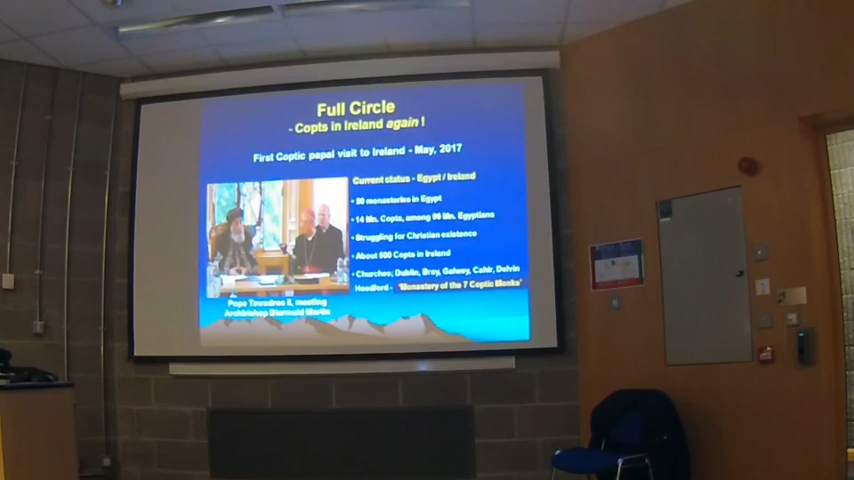 Full Circle
- Copts in Ireland again !
First Coptic papal visit to Ireland - May, 2017
Current status - Egypt / Ireland
• 50 monasteries in Egypt
• 14 Mn. Copts, among 96 Mn. Egyptians
• Struggling for Christian existence
• About 500 Copts in Ireland
• Churches; Dublin, Bray, Galway, Cahir, Delvin
Headford - 'Monastery of the 7 Coptic Monks'
Pope Tawadros II, meeting
Archbishop Diarmuid Martin